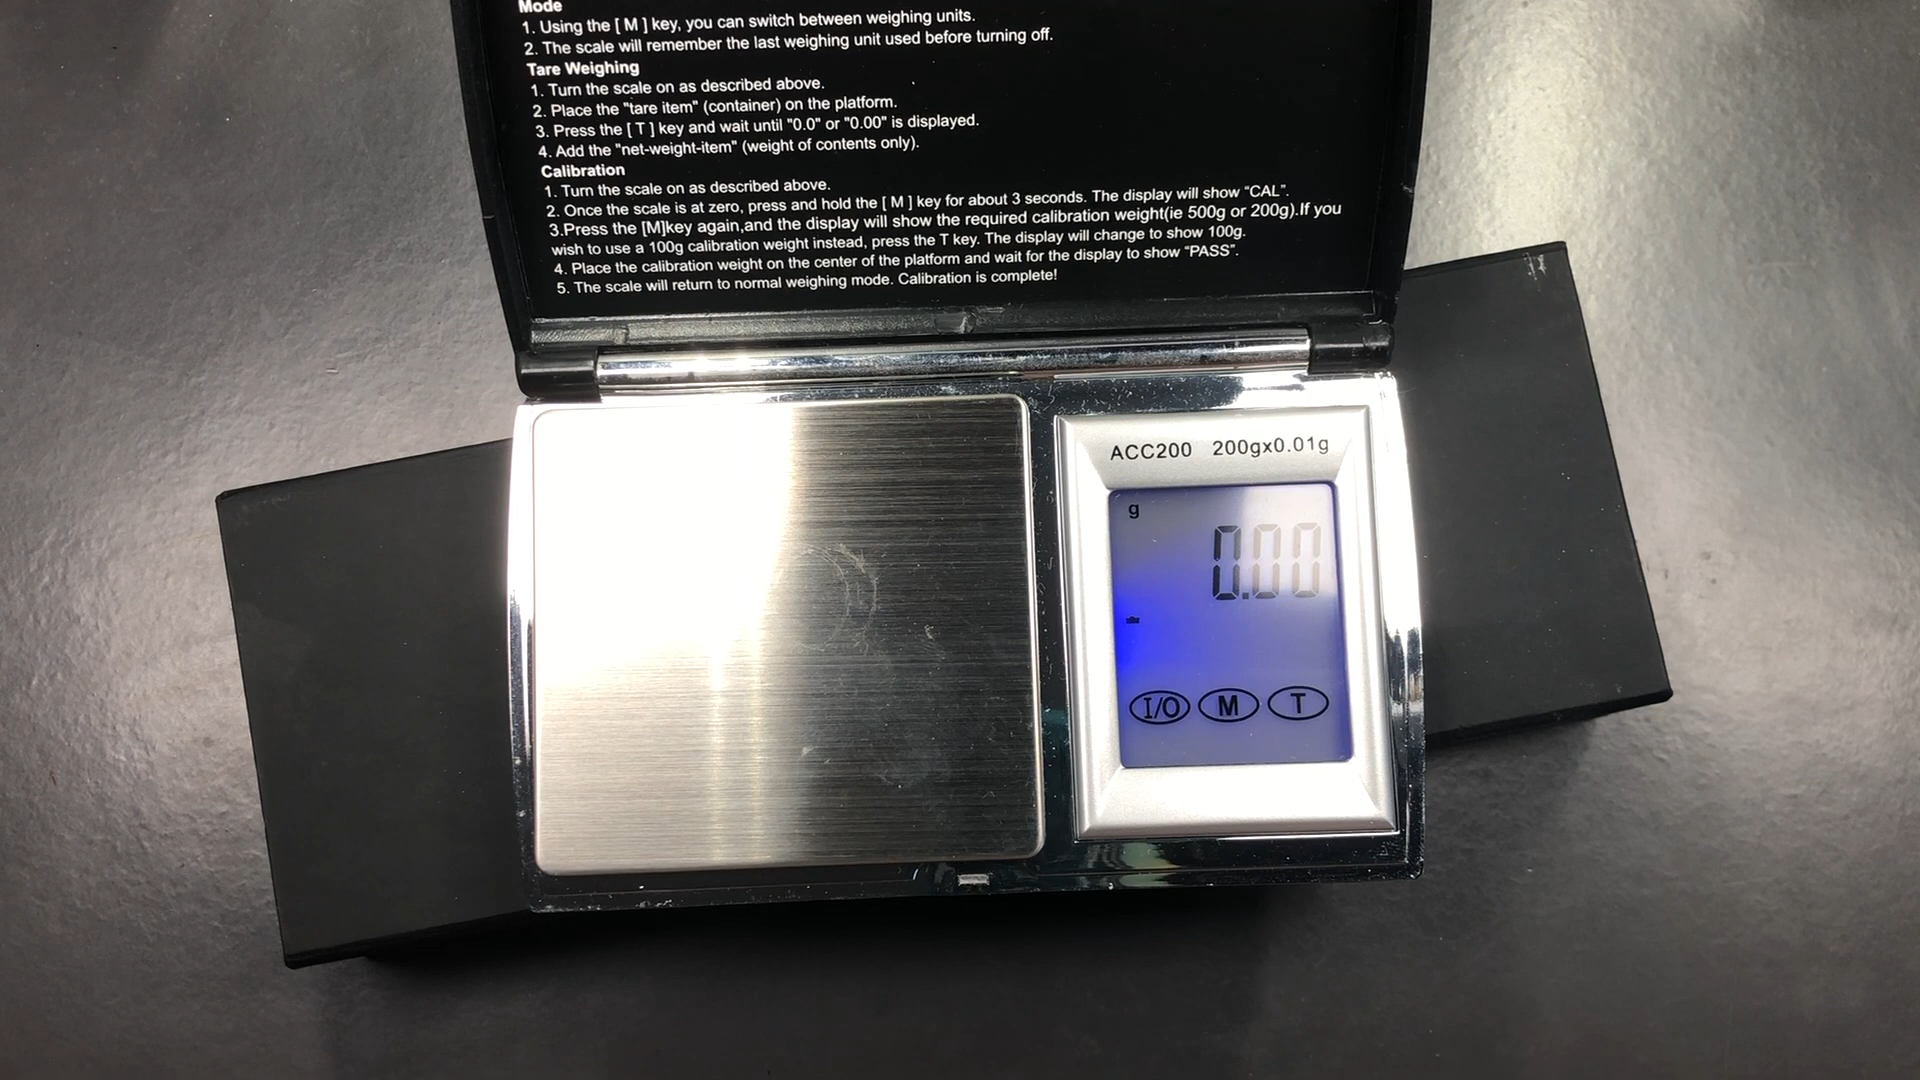 Mode
1. Using the [ M ] key, you can switch between weighing units.
2. The scale will remember the last weighing unit used before turning off.
Tare Weighing
1. Turn the scale on as described above.
2. Place the "tare item" (container) on the platform.
3. Press the [ T ] key and wait until "0.0" or "0.00" is displayed.
4. Add the "net-weight-item" (weight of contents only).
Calibration
1. Turn the scale on as described above.
2. Once the scale is at zero, press and hold the [ M ] key for about 3 seconds. The display will show “CAL”.
3.Press the [M]key again,and the display will show the required calibration weight(ie 500g or 200g).If you
wish to use a 100g calibration weight instead, press the T key. The display will change to show 100g.
4. Place the calibration weight on the center of the platform and wait for the display to show “PASS”.
5. The scale will return to normal weighing mode. Calibration is complete!
ACC200 200gx0.01g
g
0.00
I/O M T